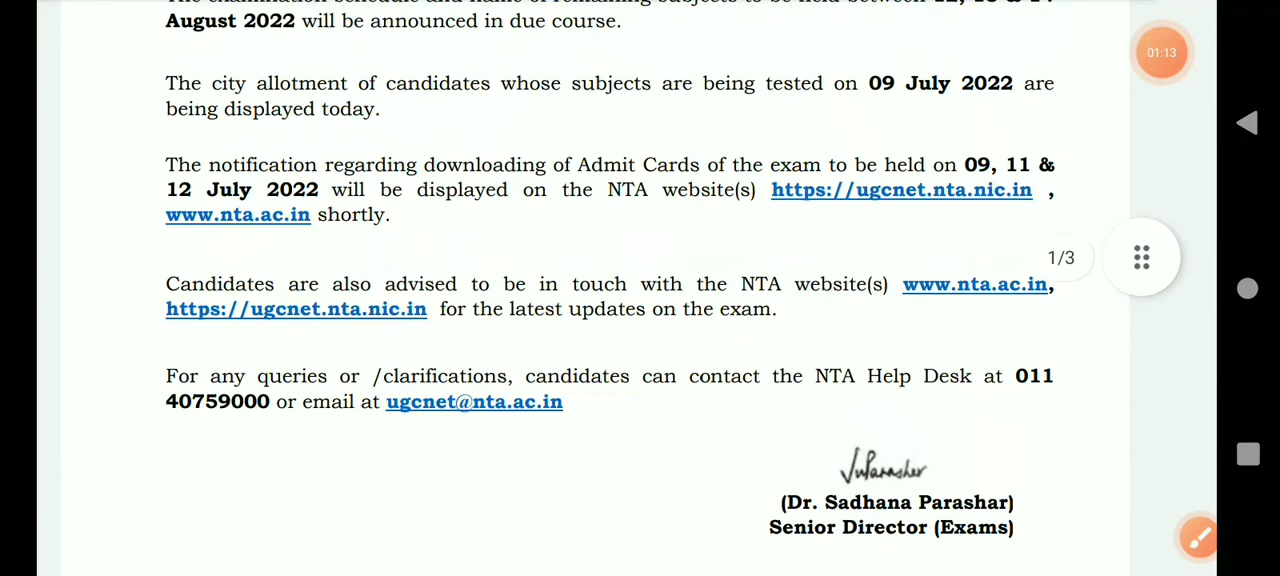 August 2022 will be announced in due course.
01:13
The city allotment of candidates whose subjects are being tested on 09 July 2022 are
being displayed today.
The notification regarding downloading of Admit Cards of the exam to be held on 09, 11 &
12 July 2022 will be displayed on the NTA website(s) https://ugcnet.nta.nic.in ,
www.nta.ac.in shortly.
1/3
Candidates are also advised to be in touch with the NTA website(s) www.nta.ac.in,
https://ugcnet.nta.nic.in for the latest updates on the exam.
For any queries or /clarifications, candidates can contact the NTA Help Desk at 011
40759000 or email at ugcnet@nta.ac.in
(Dr. Sadhana Parashar)
Senior Director (Exams)